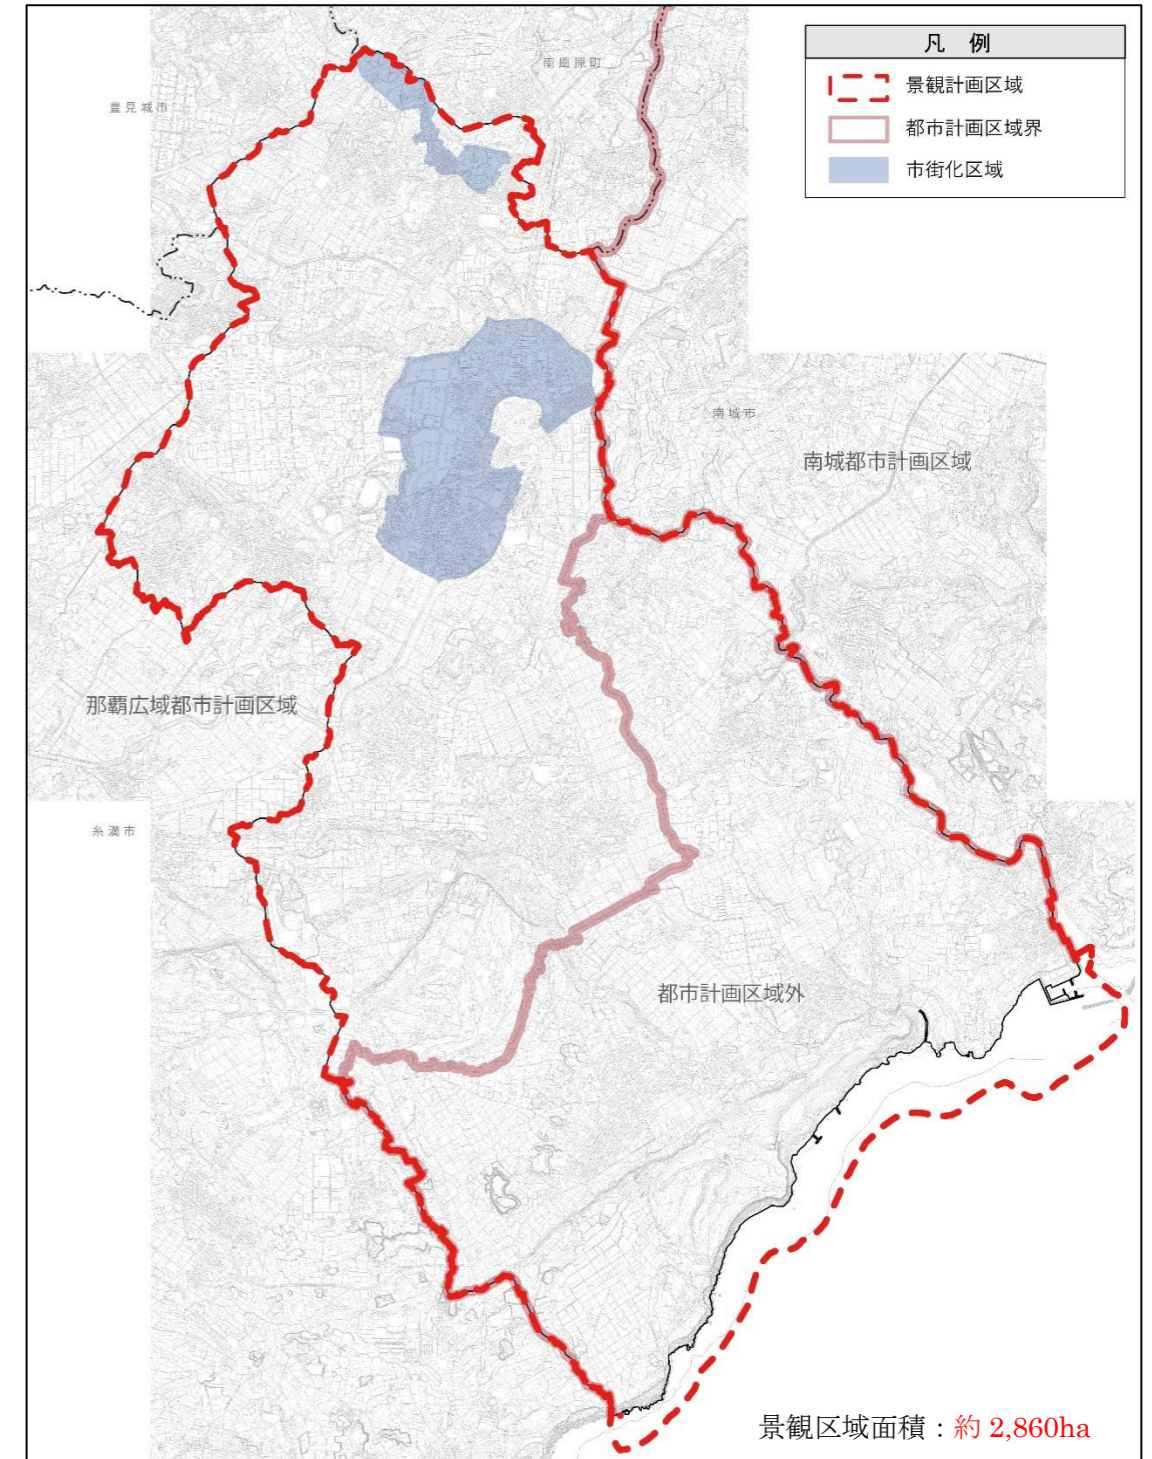 凡 例
景観計画区域
都市計画区域界
市街化区域
南風原町
豊見城市
南城市
南城都市計画区域
那覇広域都市計画区域
糸満市
都市計画区域外
景観区域面積：約 2,860ha